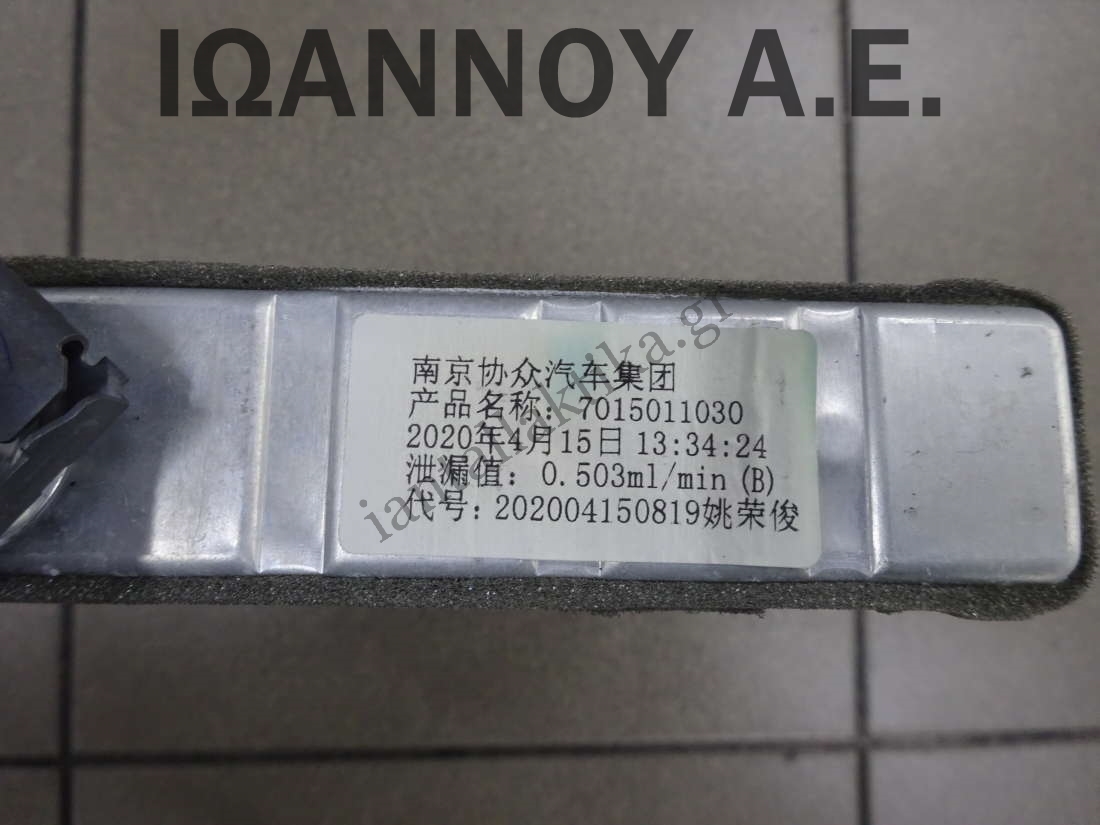 ΙΩΑΝΝΟΥ Α.Ε.
南京协众汽车集团
产品名称：7015011030
2020年4月15日 13:34:24
泄漏值：0.503ml/min(B)
代号：202004150819姚荣俊